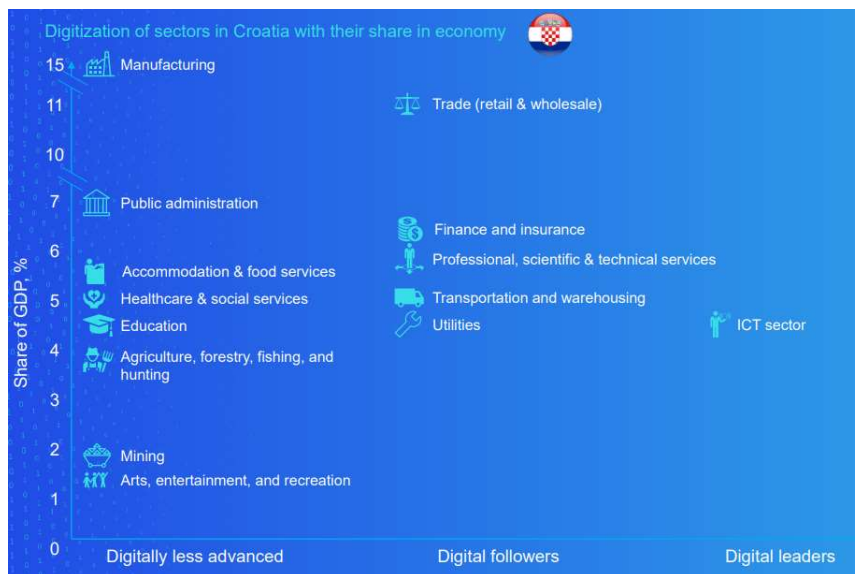 Digitization of sectors in Croatia with their share in economy
15
Manufacturing
11
Trade (retail & wholesale)
10
7
Public administration
Finance and insurance
6
Professional, scientific & technical services
Accommodation & food services
5
Healthcare & social services
Transportation and warehousing
Education
Utilities
ICT sector
4
Agriculture, forestry, fishing, and
hunting
3
2
Mining
Arts, entertainment, and recreation
1
0
Share of GDP, %
Digitally less advanced
Digital followers
Digital leaders